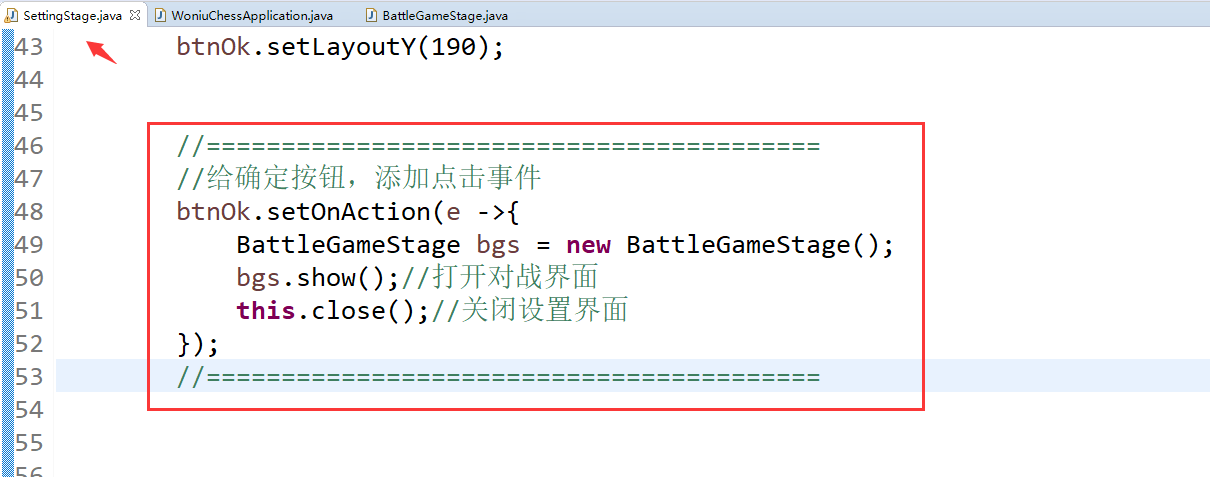 SettingStage.java WoniuChessApplication.java BattleGameStage.java
43 btnOk.setLayoutY(190);
44
45
46 //=========================================
47 //给确定按钮，添加点击事件
48 btnOk.setOnAction(e ->{
49 BattleGameStage bgs = new BattleGameStage();
50 bgs.show();//打开对战界面
51 this.close();//关闭设置界面
52 });
53 //=========================================
54
55
56